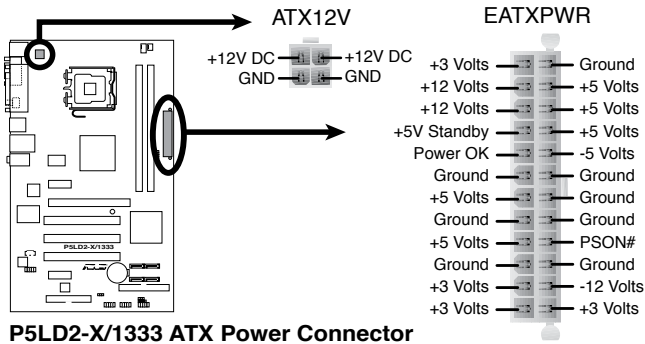 ATX12V
EATXPWR
+12V DC +12V DC
GND GND
+3 Volts Ground
+12 Volts +5 Volts
+12 Volts +5 Volts
+5V Standby +5 Volts
Power OK -5 Volts
Ground Ground
+5 Volts Ground
Ground Ground
+5 Volts PSON#
Ground Ground
+3 Volts -12 Volts
+3 Volts +3 Volts
P5LD2-X/1333
P5LD2-X/1333 ATX Power Connector